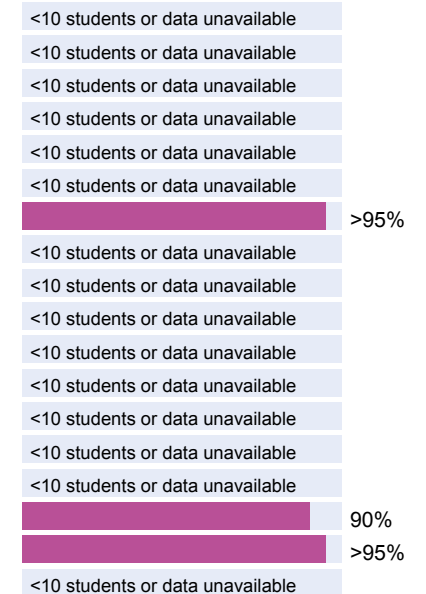 <10 students or data unavailable
<10 students or data unavailable
<10 students or data unavailable
<10 students or data unavailable
<10 students or data unavailable
<10 students or data unavailable
>95%
<10 students or data unavailable
<10 students or data unavailable
<10 students or data unavailable
<10 students or data unavailable
<10 students or data unavailable
<10 students or data unavailable
<10 students or data unavailable
<10 students or data unavailable
90%
>95%
<10 students or data unavailable